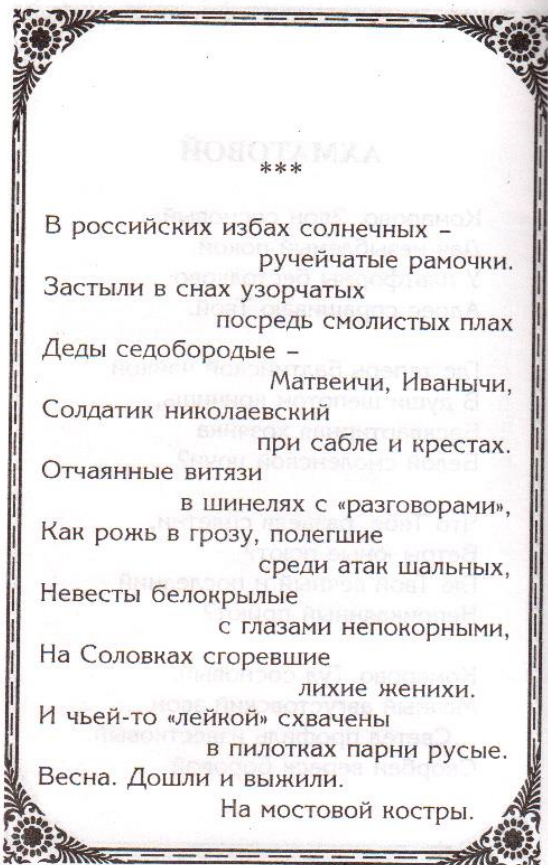 ***
В российских избах солнечных –
ручейчатые рамочки.
Застыли в снах узорчатых
посредь смолистых плах
Деды седобородые –
Матвеичи, Иванычи,
Солдатик николаевский
при сабле и крестах.
Отчаянные витязи
в шинелях с «разговорами»,
Как рожь в грозу, полегшие
среди атак шальных,
Невесты белокрылые
с глазами непокорными,
На Соловках сгоревшие
лихие женихи.
И чьей-то «лейкой» схвачены
в пилотках парни русые.
Весна. Дошли и выжили.
На мостовой костры.